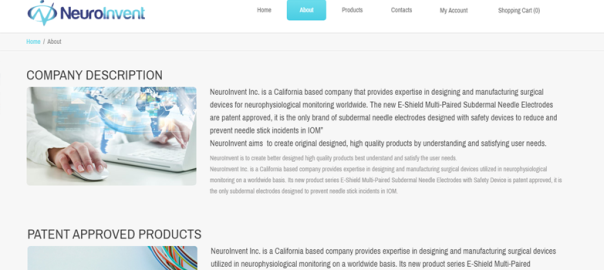 NeuroInvent
Home
About
Products
Contacts
My Account
Shopping Cart (0)
Home / About
COMPANY DESCRIPTION
NeuroInvent Inc. is a California based company that provides expertise in designing and manufacturing surgical
devices for neurophysiological monitoring worldwide. The new E-Shield Multi-Paired Subdermal Needle Electrodes
are patent approved, it is the only brand of subdermal needle electrodes designed with safety devices to reduce and
prevent needle stick incidents in IOM"
NeuroInvent aims to create original designed, high quality products by understanding and satisfying user needs.
NeuroInvent is to create better designed high quality products best understand and satisfy the user needs.
NeuroInvent Inc. is a California based company provides expertise in designing and manufacturing surgical devices utilized in neurophysiological
monitoring on a worldwide basis. Its new product series E-Shield Multi-Paired Subdermal Needle Electrodes with Safety Device is patent approved, it is
the only subdermal electrodes designed to prevent needle stick incidents in IOM
PATENT APPROVED PRODUCTS
NeuroInvent Inc. is a California based company provides expertise in designing and manufacturing surgical devices
utilized in neurophysiological monitoring on a worldwide basis. Its new product series E-Shield Multi-Paired